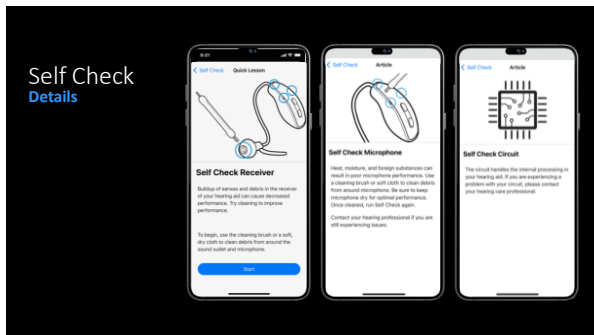 Self Check
Details
9:41
Self Check
Quick Lesson
Self Check Receiver
Buildup of earwax and debris in the receiver
of your hearing aid can cause decreased
performance. Try cleaning to improve
performance.
To begin, use the cleaning brush or a soft,
dry cloth to clean debris from around the
sound outlet and microphone.
Start
Self Check
Article
Self Check Microphone
Heat, moisture, and foreign substances can
result in poor microphone performance. Use
a cleaning brush or soft cloth to clean debris
from around microphone. Be sure to keep
microphone dry for optimal performance.
Once cleaned, run Self Check again.
Contact your hearing professional if you are
still experiencing issues.
Self Check
Article
Self Check Circuit
The circuit handles the internal processing in
your hearing aid. If you are experiencing a
problem with your circuit, please contact
your hearing care professional.